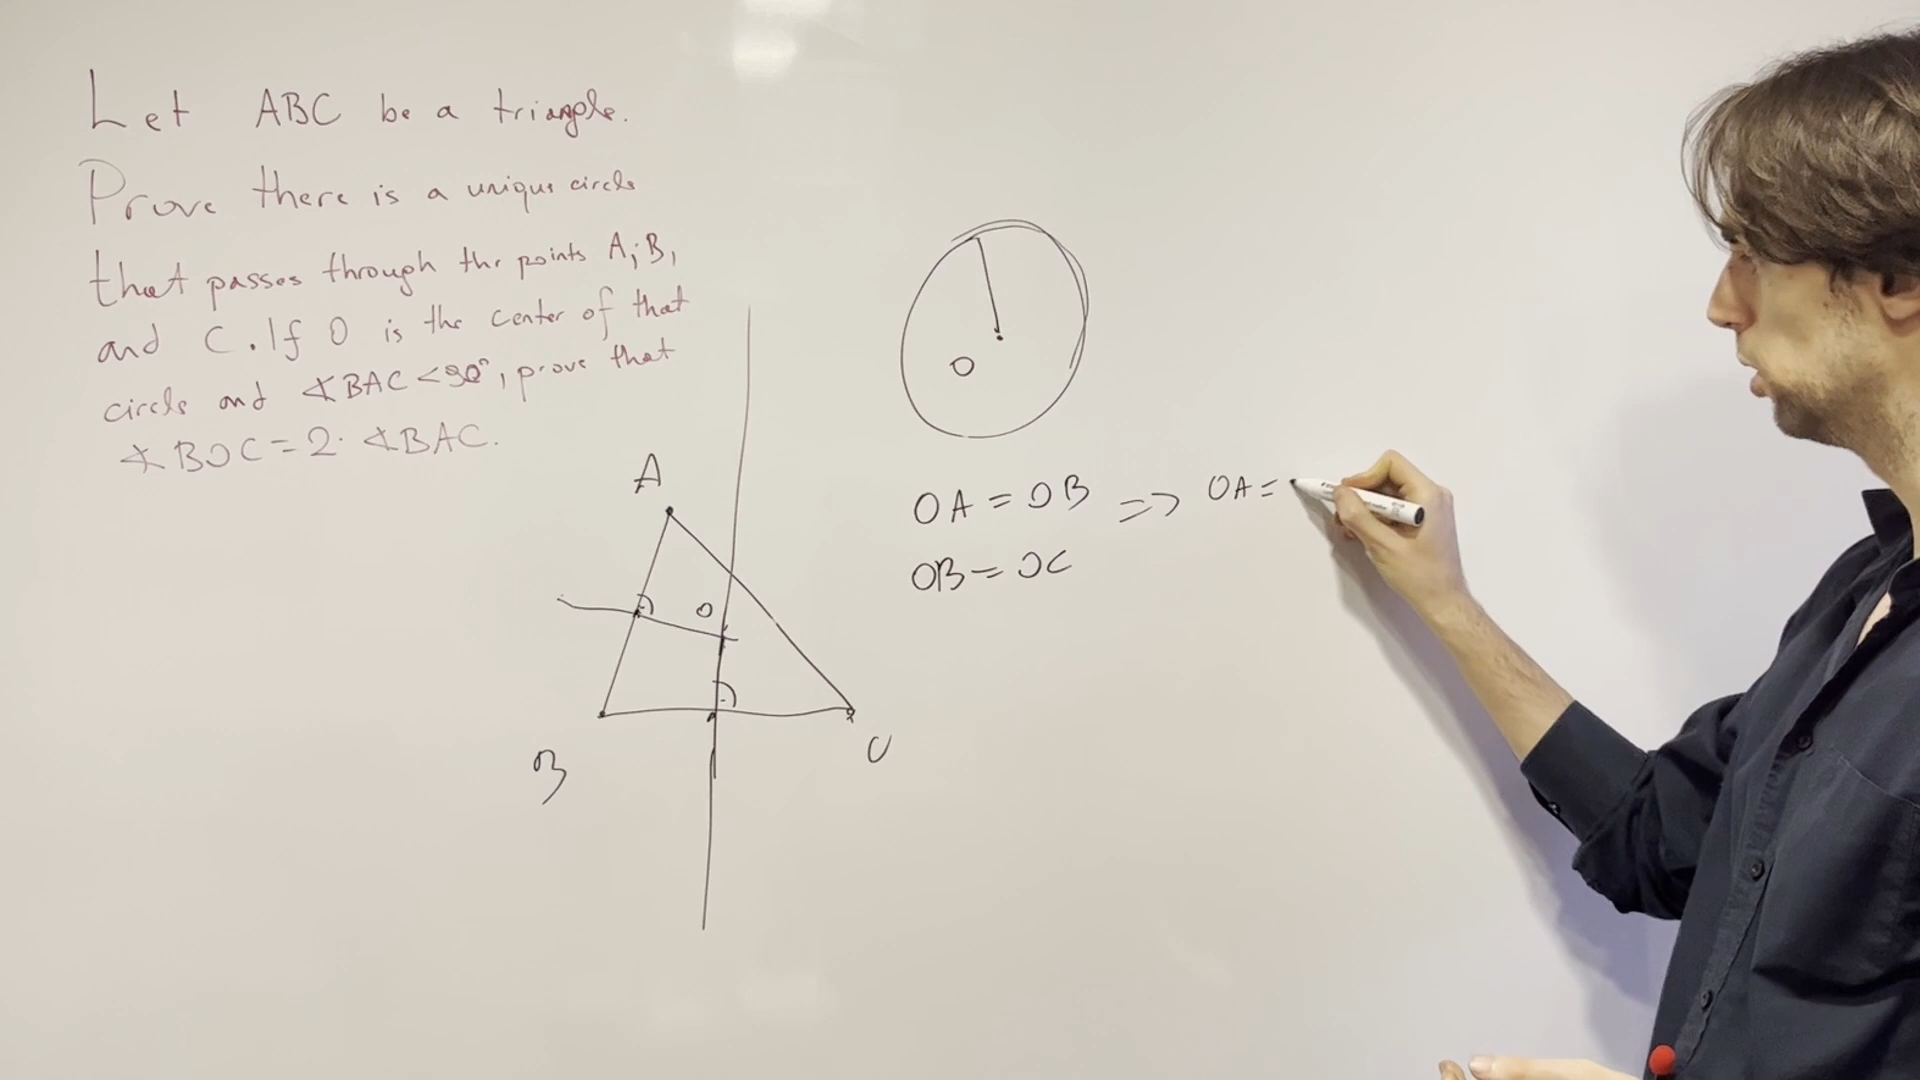 Let ABC be a triangle.
Prove there is a unique circle
that passes through the points A, B,
and C. If O is the center of that
circle and ∢BAC < 90°, prove that
∢BOC = 2· ∢BAC.
A
O
B
C
O
OA = OB => OA =
OB = OC